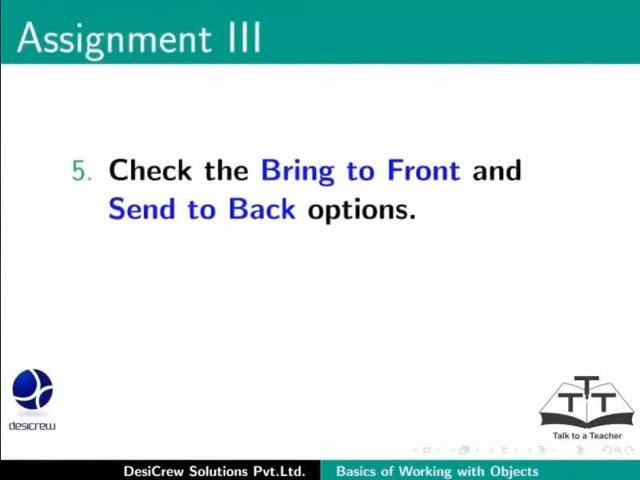 Assignment III
5. Check the Bring to Front and
Send to Back options.
desicrew
TTT
Talk to a Teacher
DesiCrew Solutions Pvt.Ltd. Basics of Working with Objects